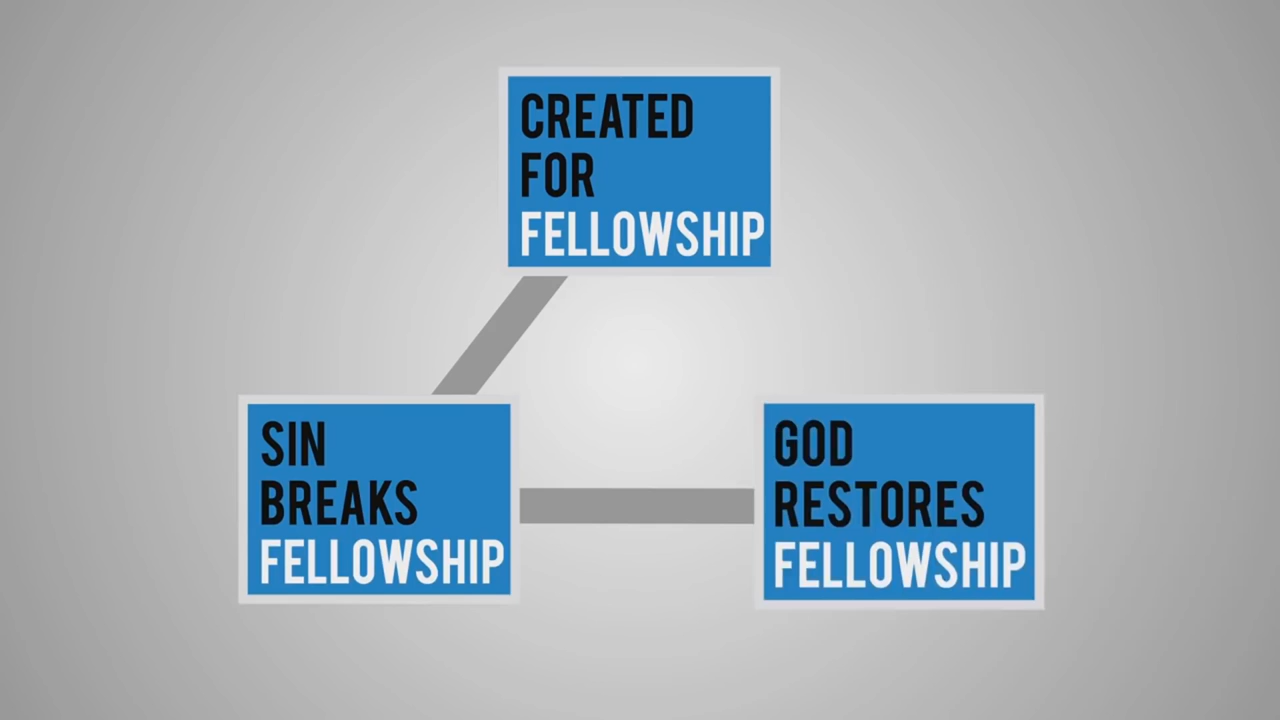 CREATED
FOR
FELLOWSHIP
SIN
BREAKS
FELLOWSHIP
GOD
RESTORES
FELLOWSHIP